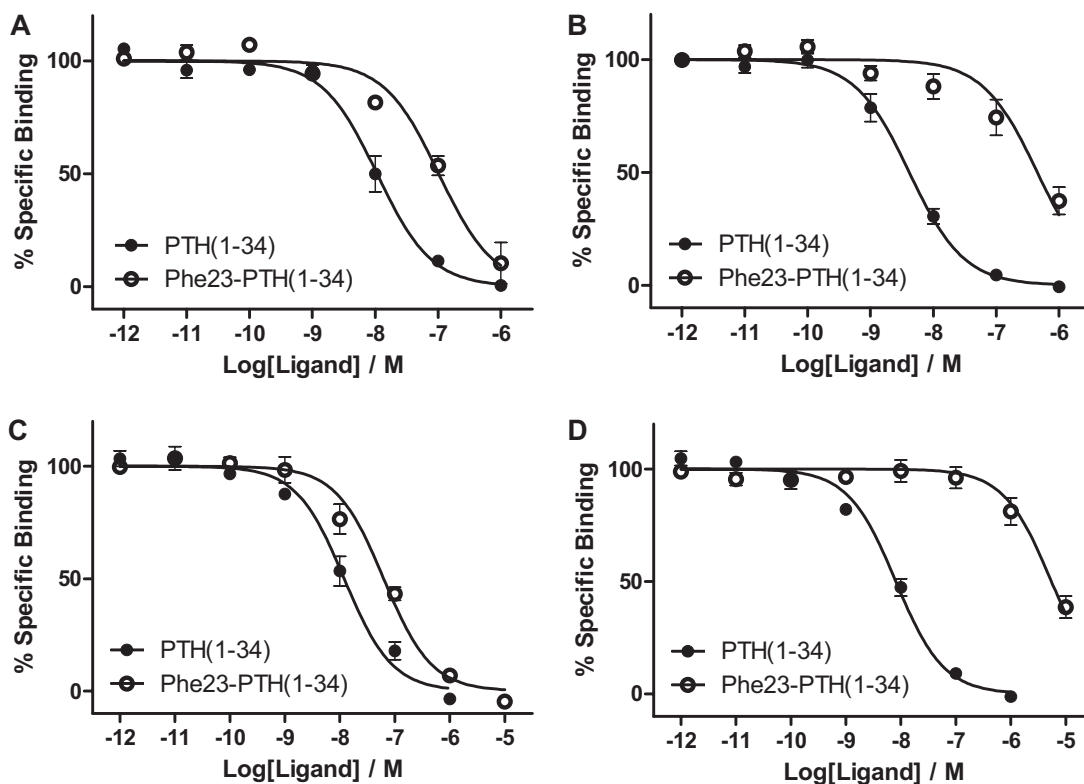 A
% Specific Binding
100
50
0
PTH(1-34)
Phe23-PTH(1-34)
-12 -11 -10 -9 -8 -7 -6
Log[Ligand] / M
B
% Specific Binding
100
50
0
PTH(1-34)
Phe23-PTH(1-34)
-12 -11 -10 -9 -8 -7 -6
Log[Ligand] / M
C
% Specific Binding
100
50
0
PTH(1-34)
Phe23-PTH(1-34)
-12 -11 -10 -9 -8 -7 -6 -5
Log[Ligand] / M
D
% Specific Binding
100
50
0
PTH(1-34)
Phe23-PTH(1-34)
-12 -11 -10 -9 -8 -7 -6 -5
Log[Ligand] / M